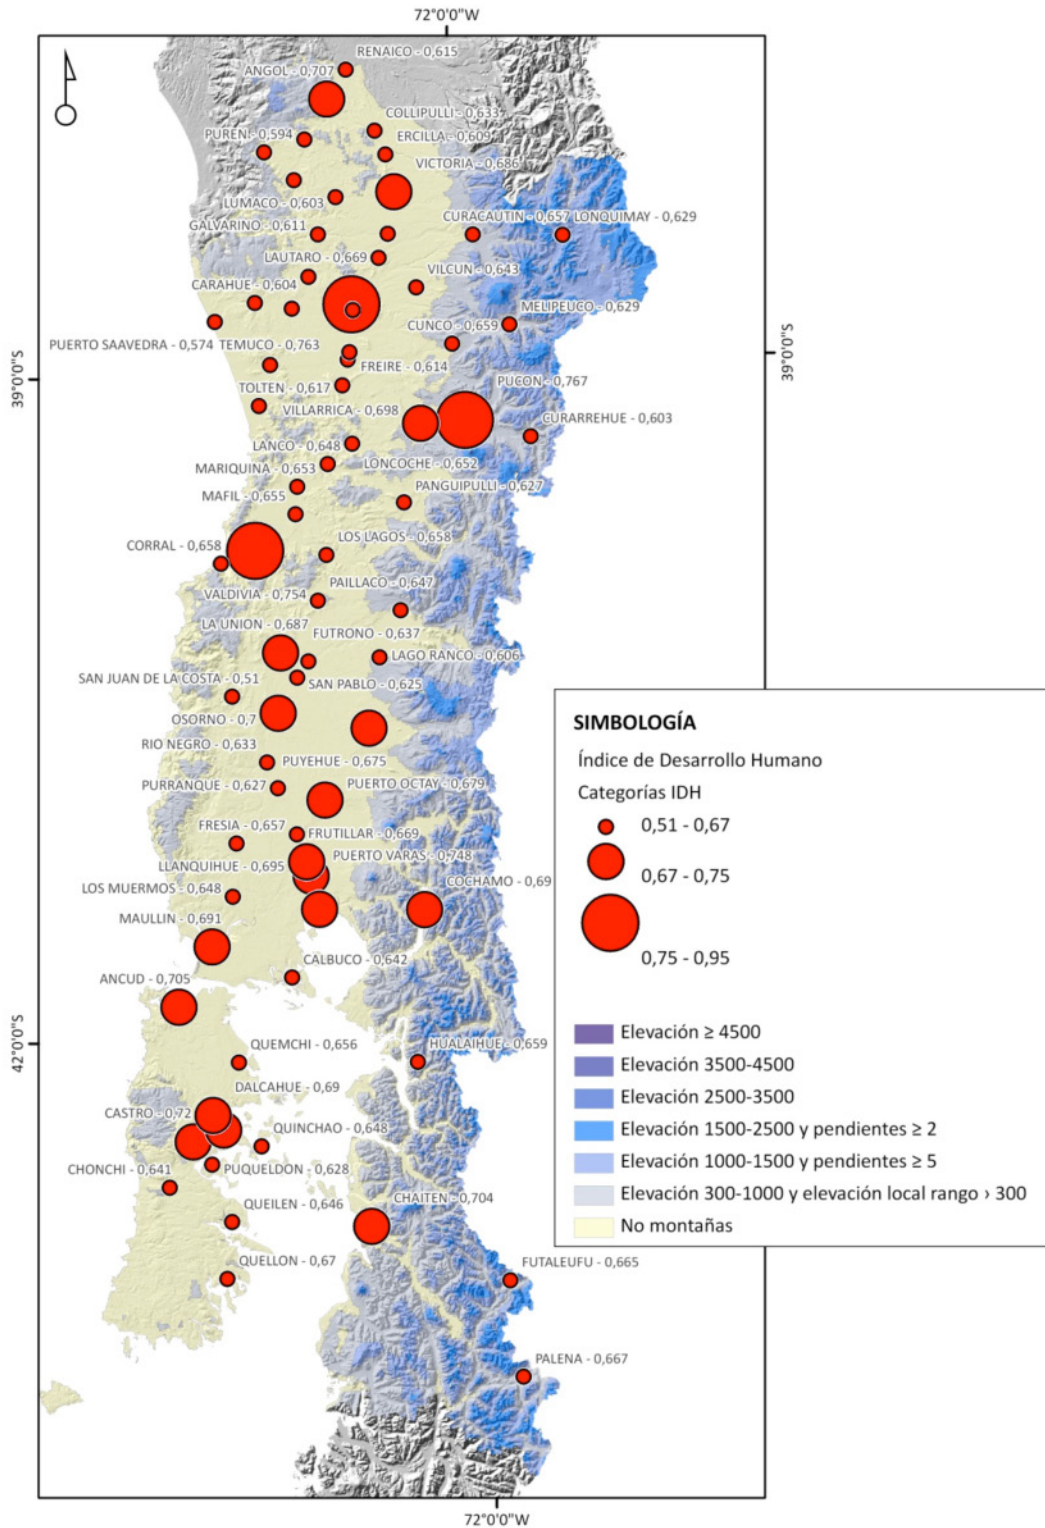 72°0'0"W
RENAICO - 0,615
ANGOL - 0,707
COLLIPULLI - 0,633
PUREN - 0,594
ERCILLA - 0,609
VICTORIA - 0,686
LUMACO - 0,603
CURACAUTIN - 0,657
LONQUIMAY - 0,629
GALVARINO - 0,611
LAUTARO - 0,669
VILCUN - 0,643
CARAHUE - 0,604
MELIPEUCO - 0,629
CUNCO - 0,659
PUERTO SAAVEDRA - 0,574
TEMUCO - 0,763
39°0'0"S
39°0'0"S
FREIRE - 0,614
PUCON - 0,767
TOLTEN - 0,617
VILLARRICA - 0,698
CURARREHUE - 0,603
LANCO - 0,648
LONCOCHE - 0,652
MARIQUINA - 0,653
PANGUIPULLI - 0,627
MAFIL - 0,655
LOS LAGOS - 0,658
CORRAL - 0,658
PAILLACO - 0,647
VALDIVIA - 0,754
LA UNION - 0,687
FUTRONO - 0,637
LAGO RANCO - 0,606
SAN JUAN DE LA COSTA - 0,51
SAN PABLO - 0,625
OSORNO - 0,7
RIO NEGRO - 0,633
PUYEHUE - 0,675
PURRANQUE - 0,627
PUERTO OCTAY - 0,679
FRESIA - 0,657
FRUTILLAR - 0,669
LLANQUIHUE - 0,695
PUERTO VARAS - 0,748
COCHAMO - 0,69
LOS MUERMOS - 0,648
MAULLIN - 0,691
CALBUCO - 0,642
ANCUD - 0,705
42°0'0"S
QUEMCHI - 0,656
HUALAIHUE - 0,659
DALCAHUE - 0,69
CASTRO - 0,72
QUINCHAO - 0,648
CHONCHI - 0,641
PUQUELDON - 0,628
QUEILEN - 0,646
CHAITEN - 0,704
QUELLON - 0,67
FUTALEUFU - 0,665
PALENA - 0,667
72°0'0"W
SIMBOLOGÍA
Índice de Desarrollo Humano
Categorías IDH
0,51 - 0,67
0,67 - 0,75
0,75 - 0,95
Elevación ≥ 4500
Elevación 3500-4500
Elevación 2500-3500
Elevación 1500-2500 y pendientes ≥ 2
Elevación 1000-1500 y pendientes ≥ 5
Elevación 300-1000 y elevación local rango › 300
No montañas